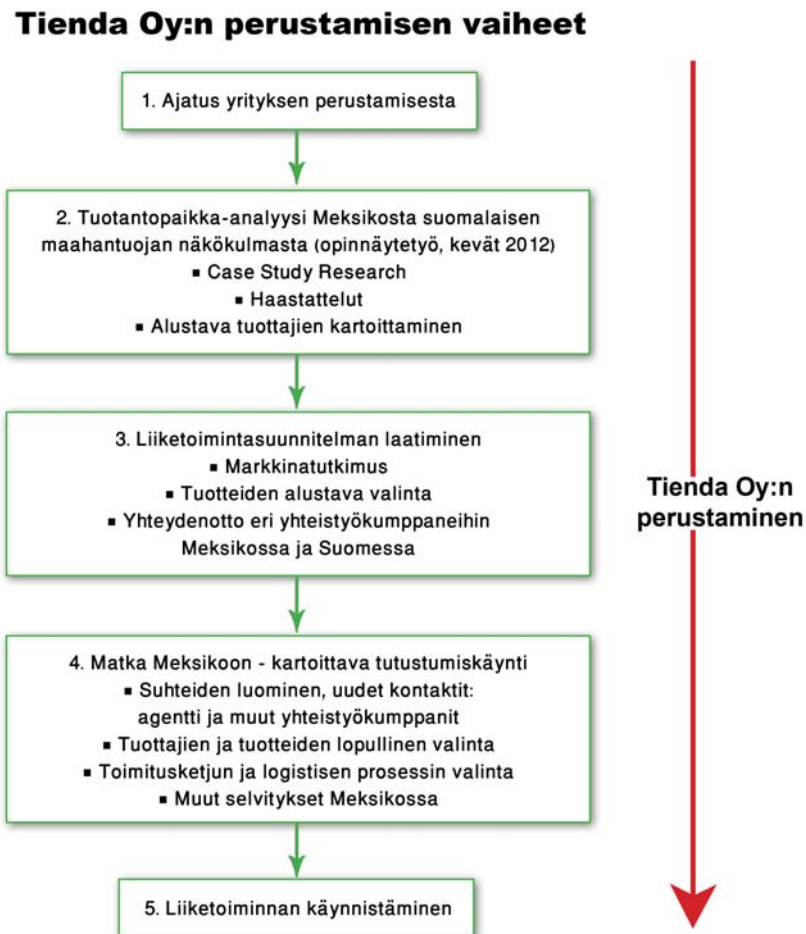 Tienda Oy:n perustamisen vaiheet
1. Ajatus yrityksen perustamisesta
2. Tuotantopaikka-analyysi Meksikosta suomalaisen
maahantuojan näkökulmasta (opinnäytetyö, kevät 2012)
▪ Case Study Research
▪ Haastattelut
▪ Alustava tuottajien kartoittaminen
3. Liiketoimintasuunnitelman laatiminen
▪ Markkinatutkimus
▪ Tuotteiden alustava valinta
▪ Yhteydenotto eri yhteistyökumppaneihin
Meksikossa ja Suomessa
4. Matka Meksikoon - kartoittava tutustumiskäynti
▪ Suhteiden luominen, uudet kontaktit:
agentti ja muut yhteistyökumppanit
▪ Tuottajien ja tuotteiden lopullinen valinta
▪ Toimitusketjun ja logistisen prosessin valinta
▪ Muut selvitykset Meksikossa
5. Liiketoiminnan käynnistäminen
Tienda Oy:n
perustaminen